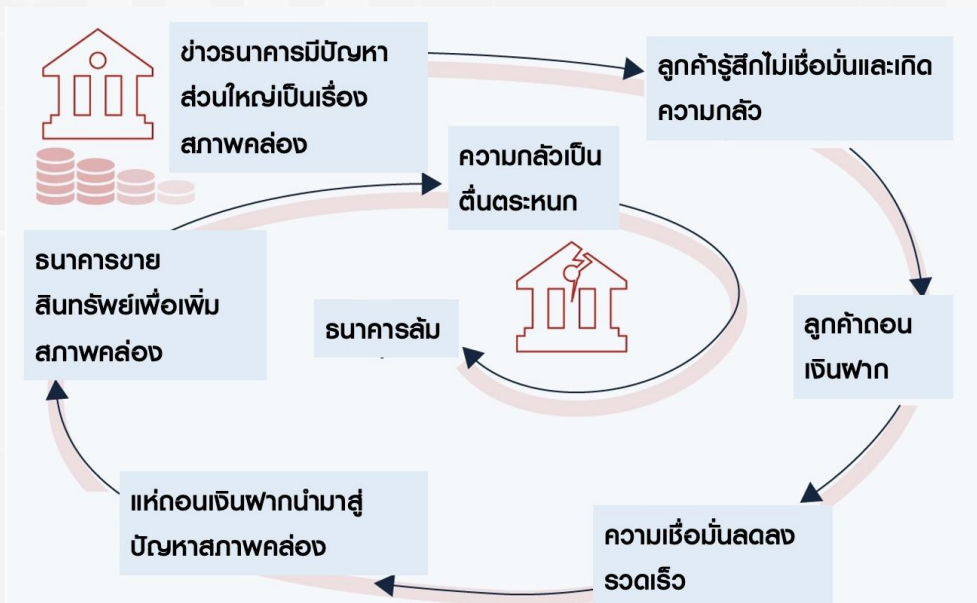 ข่าวธนาคารมีปัญหา
ส่วนใหญ่เป็นเรื่อง
สภาพคล่อง
ลูกค้ารู้สึกไม่เชื่อมั่นและเกิด
ความกลัว
ลูกค้าถอน
เงินฝาก
ความเชื่อมั่นลดลง
รวดเร็ว
แห่ถอนเงินฝากนำมาสู่
ปัญหาสภาพคล่อง
ธนาคารขาย
สินทรัพย์เพื่อเพิ่ม
สภาพคล่อง
ความกลัวเป็น
ตื่นตระหนก
ธนาคารล้ม